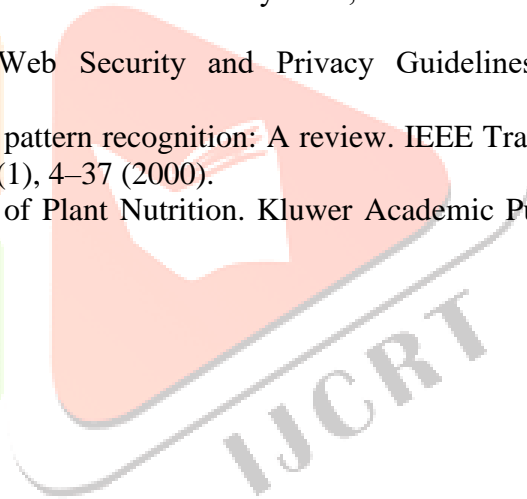 Web Security and Privacy Guidelines
pattern recognition: A review. IEEE Tra
(1), 4–37 (2000).
of Plant Nutrition. Kluwer Academic Pu
IJCRT